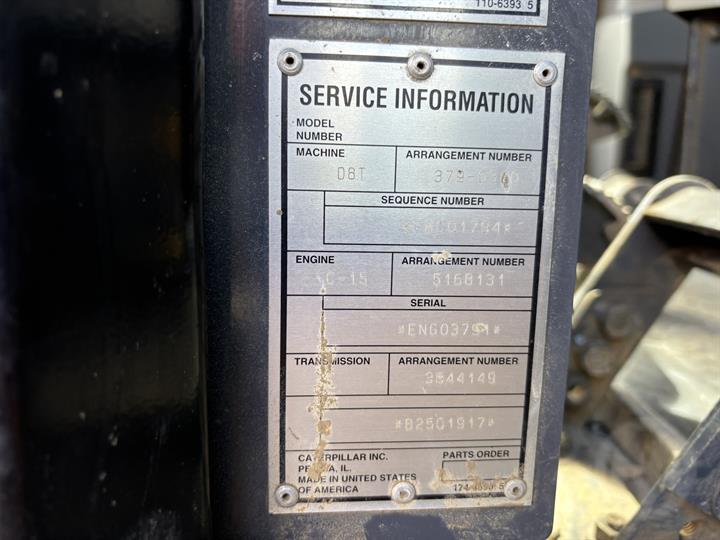 110-6393 5
SERVICE INFORMATION
MODEL
NUMBER
MACHINE ARRANGEMENT NUMBER
D8T
SEQUENCE NUMBER
ENGINE ARRANGEMENT NUMBER
C-15 5168131
SERIAL
TRANSMISSION ARRANGEMENT NUMBER
3844149
CATERPILLAR INC. PARTS ORDER
PEORIA, IL.
MADE IN UNITED STATES
OF AMERICA